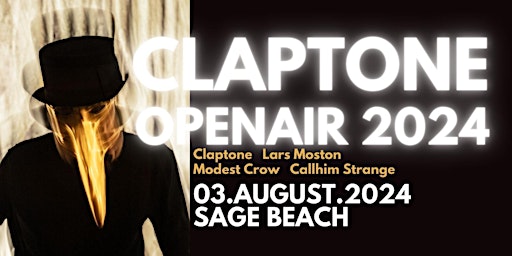 CLAPTONE
OPENAIR 2024
Claptone Lars Moston
Modest Crow Callhim Strange
03.AUGUST.2024
SAGE BEACH